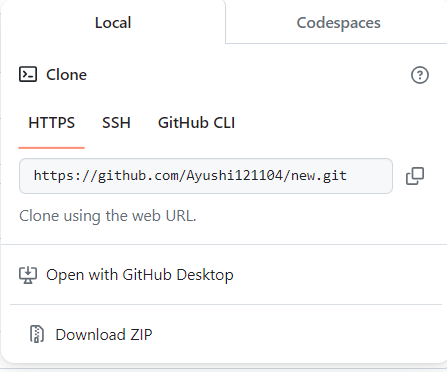 Local Codespaces
Clone
HTTPS SSH GitHub CLI
https://github.com/Ayushi121104/new.git
Clone using the web URL.
Open with GitHub Desktop
Download ZIP